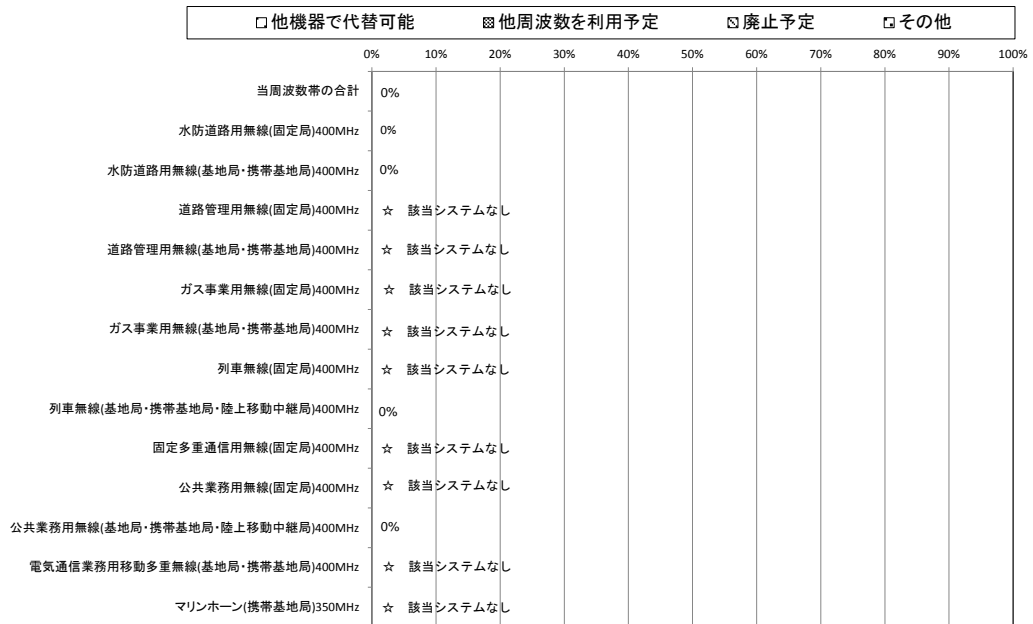 他機器で代替可能 他周波数を利用予定 廃止予定 その他
0% 10% 20% 30% 40% 50% 60% 70% 80% 90% 100%
当周波数帯の合計 0%
水防道路用無線(固定局)400MHz 0%
水防道路用無線(基地局・携帯基地局)400MHz 0%
道路管理用無線(固定局)400MHz ☆ 該当システムなし
道路管理用無線(基地局・携帯基地局)400MHz ☆ 該当システムなし
ガス事業用無線(固定局)400MHz ☆ 該当システムなし
ガス事業用無線(基地局・携帯基地局)400MHz ☆ 該当システムなし
列車無線(固定局)400MHz ☆ 該当システムなし
列車無線(基地局・携帯基地局・陸上移動中継局)400MHz 0%
固定多重通信用無線(固定局)400MHz ☆ 該当システムなし
公共業務用無線(固定局)400MHz ☆ 該当システムなし
公共業務用無線(基地局・携帯基地局・陸上移動中継局)400MHz 0%
電気通信業務用移動多重無線(基地局・携帯基地局)400MHz ☆ 該当システムなし
マリンホーン(携帯基地局)350MHz ☆ 該当システムなし